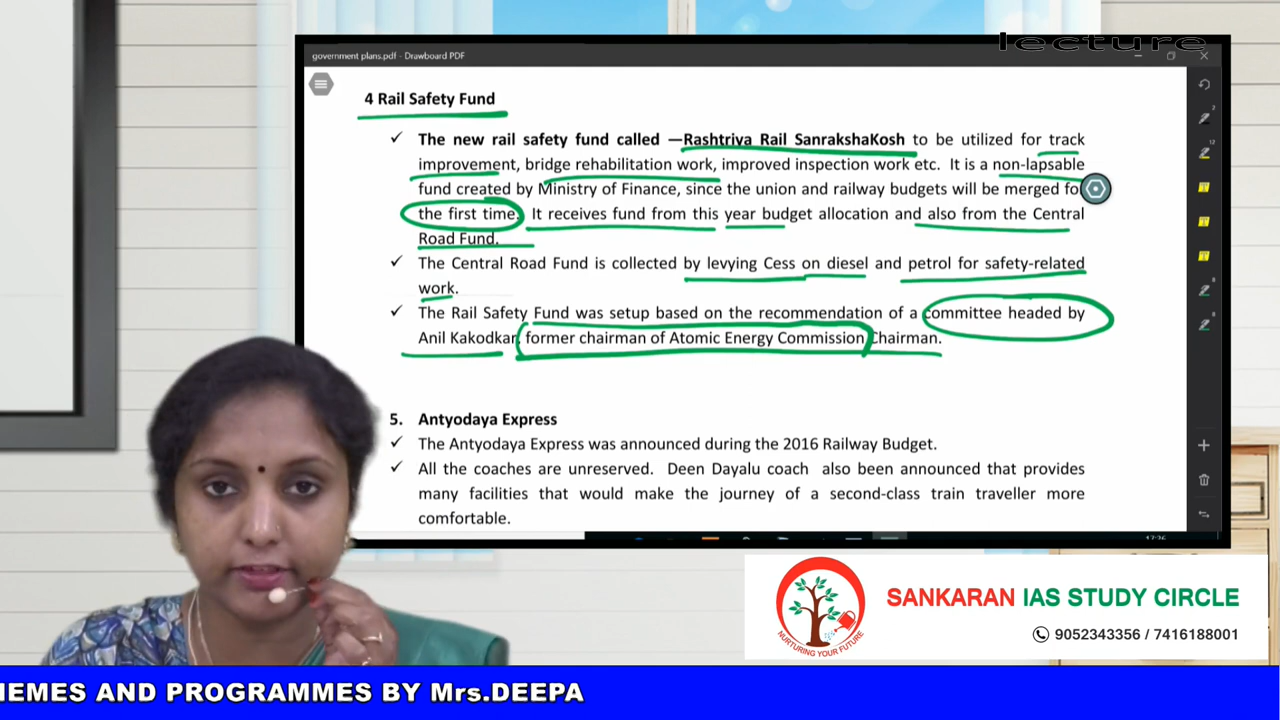 lecture
government plans.pdf - Drawboard PDF
4 Rail Safety Fund
✓ The new rail safety fund called —Rashtriya Rail SanrakshaKosh to be utilized for track
improvement, bridge rehabilitation work, improved inspection work etc. It is a non-lapsable
fund created by Ministry of Finance, since the union and railway budgets will be merged fo
the first time. It receives fund from this year budget allocation and also from the Central
Road Fund.
✓ The Central Road Fund is collected by levying Cess on diesel and petrol for safety-related
work.
✓ The Rail Safety Fund was setup based on the recommendation of a committee headed by
Anil Kakodkar, former chairman of Atomic Energy Commission Chairman.
5. Antyodaya Express
✓ The Antyodaya Express was announced during the 2016 Railway Budget.
✓ All the coaches are unreserved. Deen Dayalu coach also been announced that provides
many facilities that would make the journey of a second-class train traveller more
comfortable.
NURTURING YOUR FUTURE
SANKARAN IAS STUDY CIRCLE
9052343356 / 7416188001
HEMES AND PROGRAMMES BY Mrs.DEEPA